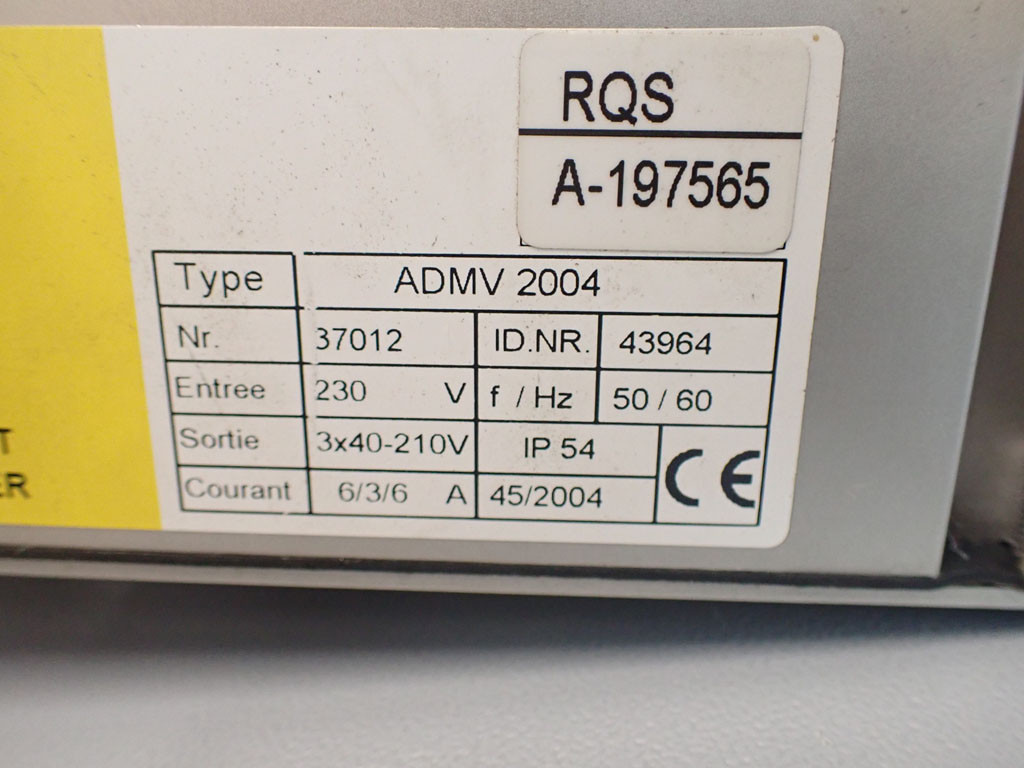 RQS
A-197565
Type ADMV 2004
Nr. 37012 ID.NR. 43964
Entree 230 V f / Hz 50 / 60
Sortie 3x40-210V IP 54
Courant 6/3/6 A 45/2004
CE